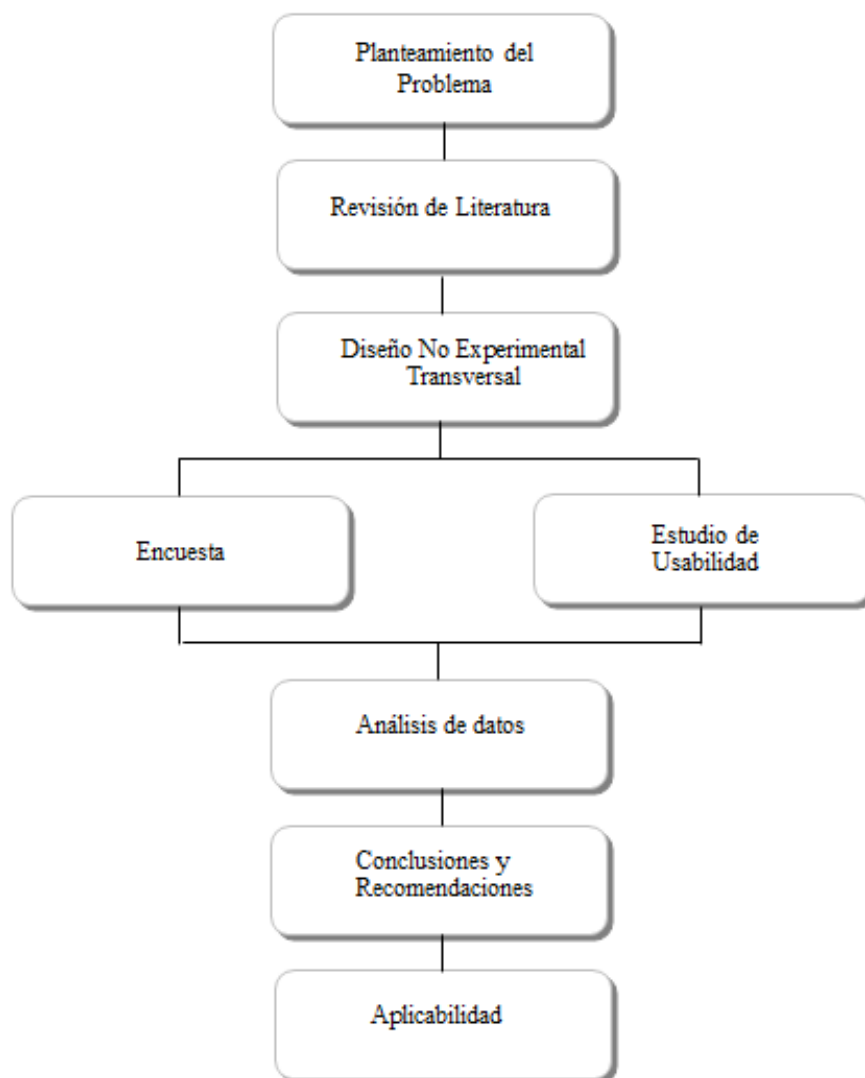 Planteamiento del
Problema
Revisión de Literatura
Diseño No Experimental
Transversal
Encuesta
Estudio de
Usabilidad
Análisis de datos
Conclusiones y
Recomendaciones
Aplicabilidad